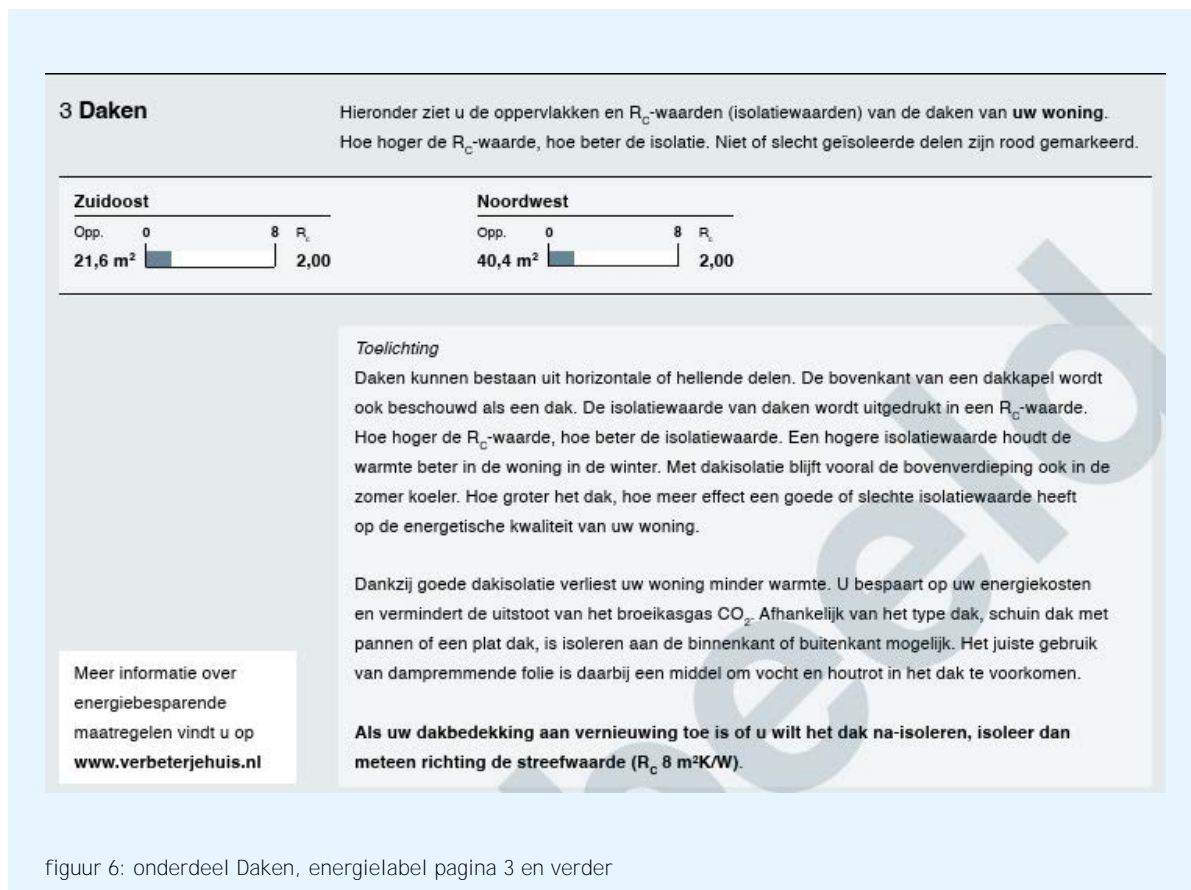 3 Daken
Hieronder ziet u de oppervlakken en Rc-waarden (isolatiewaarden) van de daken van uw woning.
Hoe hoger de Rc-waarde, hoe beter de isolatie. Niet of slecht geïsoleerde delen zijn rood gemarkeerd.
Zuidoost
Opp. 0 8 Rc
21,6 m² 2,00
Noordwest
Opp. 0 8 Rc
40,4 m² 2,00
Toelichting
Daken kunnen bestaan uit horizontale of hellende delen. De bovenkant van een dakkapel wordt
ook beschouwd als een dak. De isolatiewaarde van daken wordt uitgedrukt in een Rc-waarde.
Hoe hoger de Rc-waarde, hoe beter de isolatiewaarde. Een hogere isolatiewaarde houdt de
warmte beter in de woning in de winter. Met dakisolatie blijft vooral de bovenverdieping ook in de
zomer koeler. Hoe groter het dak, hoe meer effect een goede of slechte isolatiewaarde heeft
op de energetische kwaliteit van uw woning.
Dankzij goede dakisolatie verliest uw woning minder warmte. U bespaart op uw energiekosten
en vermindert de uitstoot van het broeikasgas CO₂. Afhankelijk van het type dak, schuin dak met
pannen of een plat dak, is isoleren aan de binnenkant of buitenkant mogelijk. Het juiste gebruik
van dampremmende folie is daarbij een middel om vocht en houtrot in het dak te voorkomen.
Als uw dakbedekking aan vernieuwing toe is of u wilt het dak na-isoleren, isoleer dan
meteen richting de streefwaarde (Rc 8 m²K/W).
Meer informatie over
energiebesparende
maatregelen vindt u op
www.verbeterjehuis.nl
eeld
figuur 6: onderdeel Daken, energielabel pagina 3 en verder